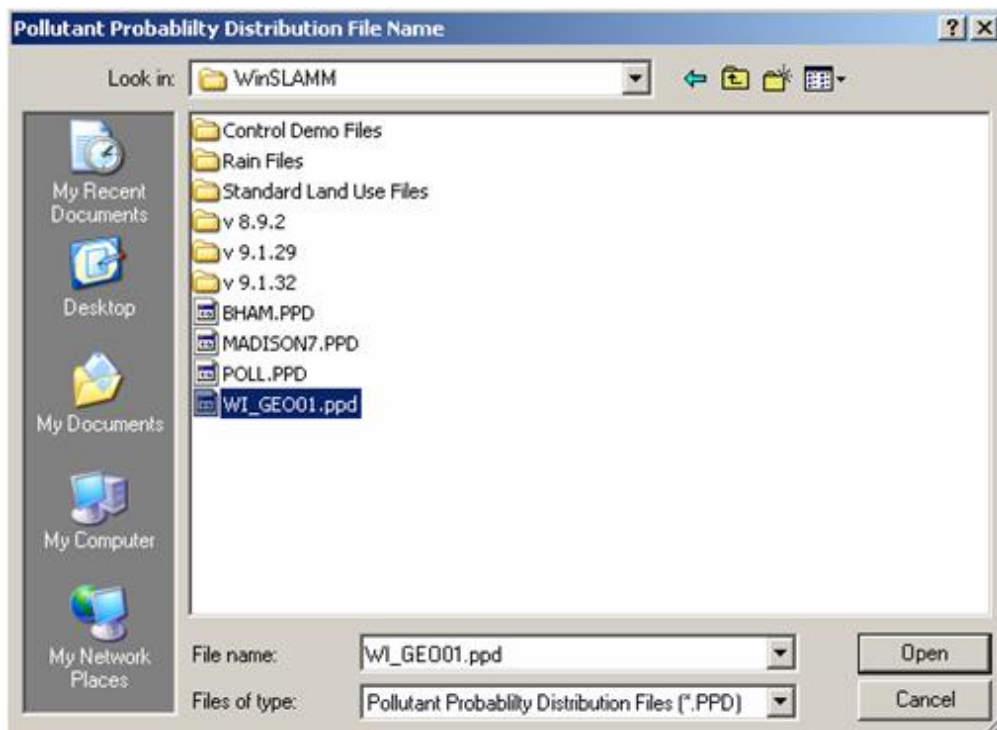 Pollutant Probablilty Distribution File Name
Look in:
WinSLAMM
My Recent
Documents
Desktop
My Documents
My Computer
My Network
Places
Control Demo Files
Rain Files
Standard Land Use Files
v 8.9.2
v 9.1.29
v 9.1.32
BHAM.PPD
MADISON7.PPD
POLL.PPD
WI_GEO01.ppd
File name:
WI_GEO01.ppd
Open
Files of type:
Pollutant Probablilty Distribution Files (*.PPD)
Cancel